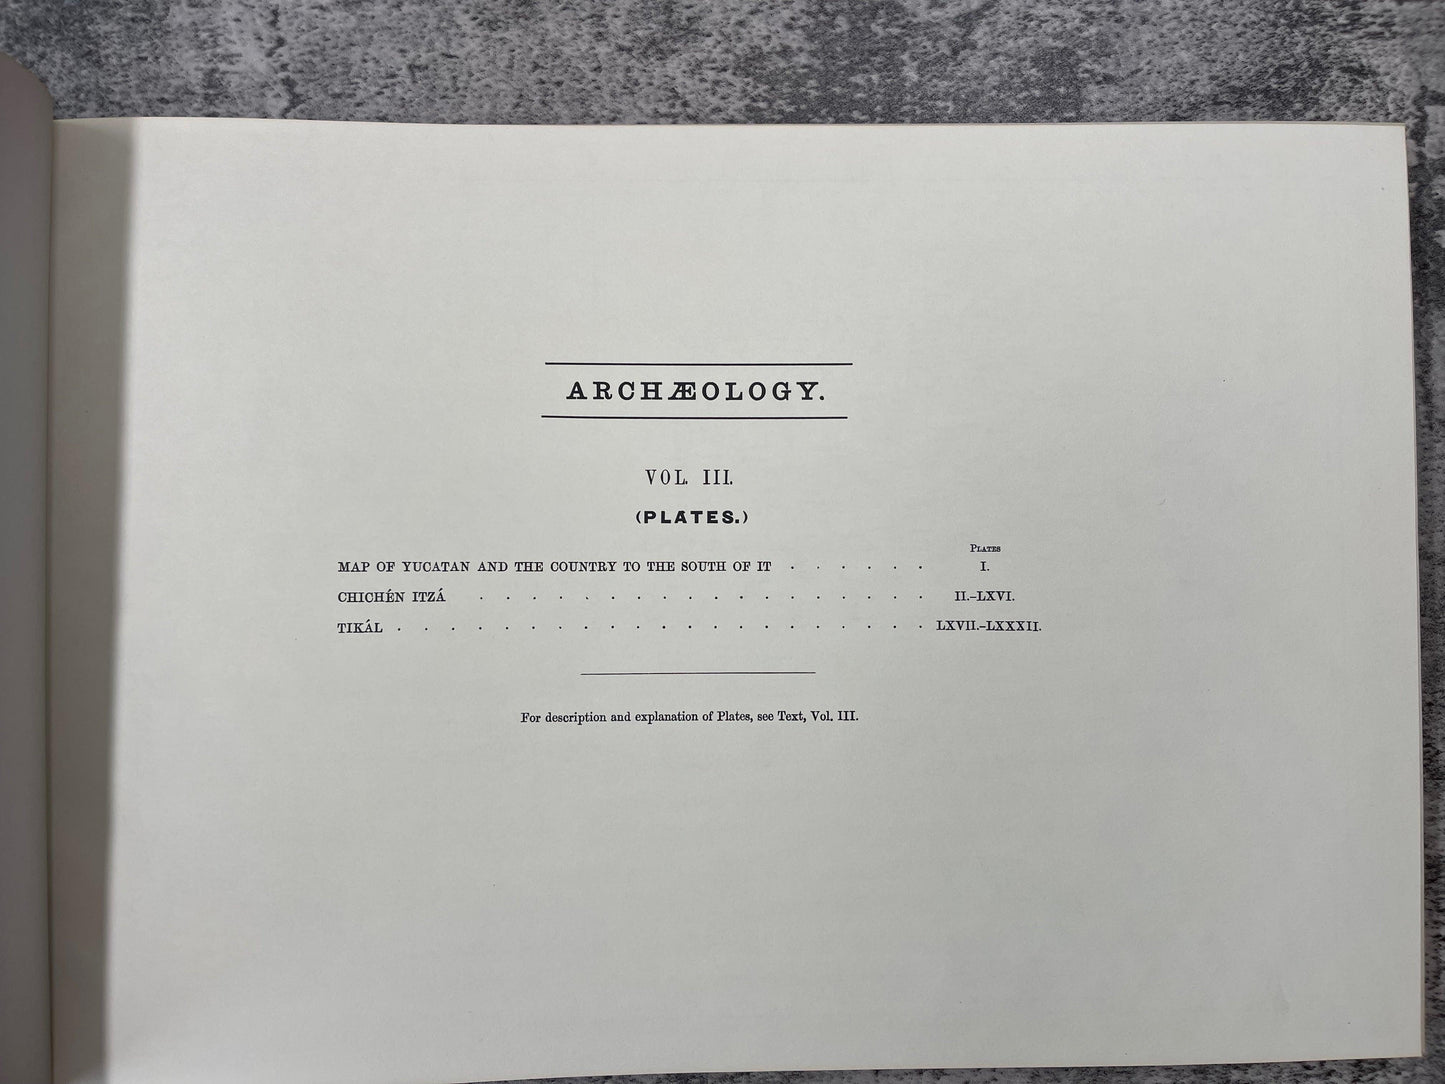 ARCHÆOLOGY.
VOL. III.
(PLATES.)
PLATES
MAP OF YUCATAN AND THE COUNTRY TO THE SOUTH OF IT . . . . . . I.
CHICHÉN ITZÁ . . . . . . . . . . . . . . . . . . II.–LXVI.
TIKÁL . . . . . . . . . . . . . . . . . . . . . LXVII.–LXXXII.
For description and explanation of Plates, see Text, Vol. III.